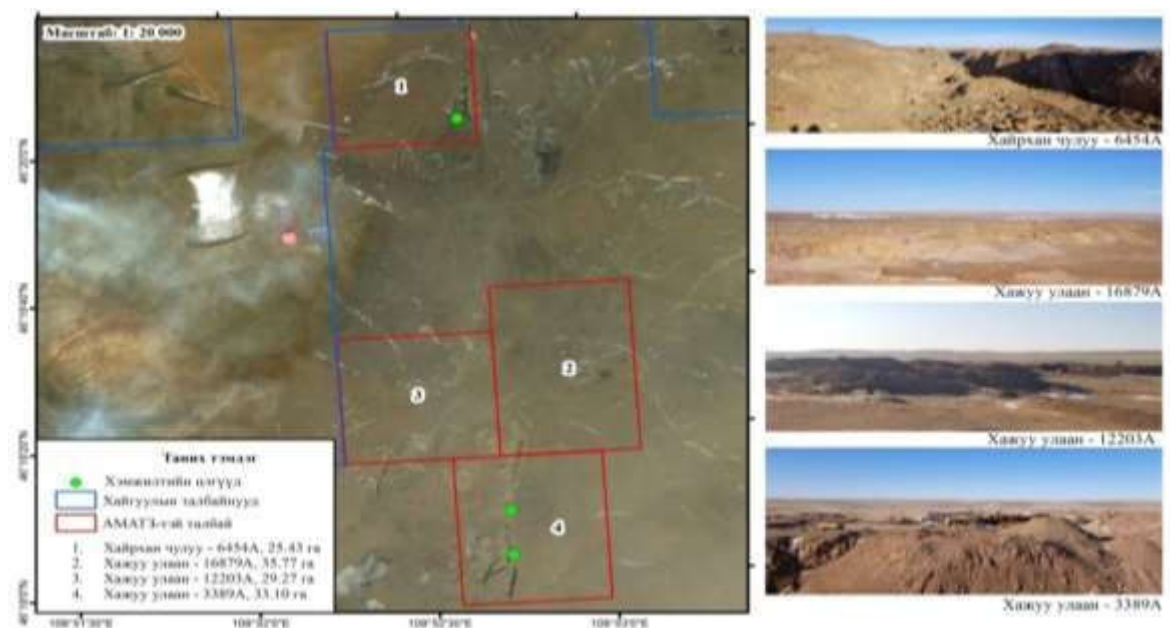 Масштаб: 1: 20 000
1
2
3
4
Таних тэмдэг
Хэмжилтийн цэгүүд
Хайгуулын талбайнууд
АМАТЗ-тэй талбай
1. Хайрхан чулуу - 6454А, 25.43 га
2. Хажуу улаан - 16879А, 35.77 га
3. Хажуу улаан - 12203А, 29.27 га
4. Хажуу улаан - 3389А, 33.10 га
Хайрхан чулуу - 6454А
Хажуу улаан - 16879А
Хажуу улаан - 12203А
Хажуу улаан - 3389А